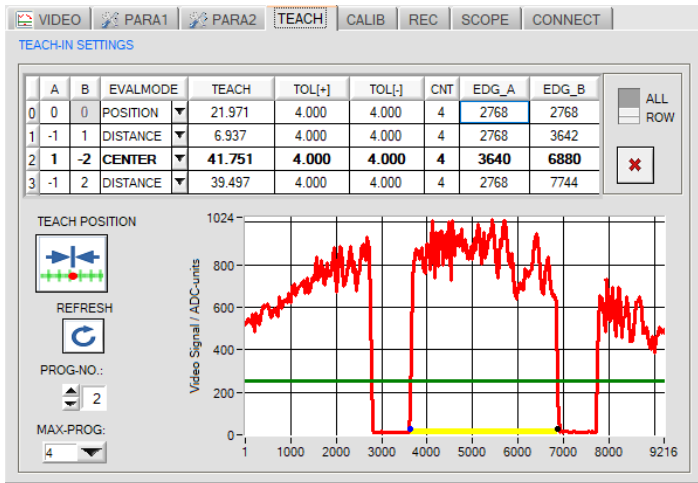 VIDEO PARA1 PARA2 TEACH CALIB REC SCOPE CONNECT
TEACH-IN SETTINGS
A B EVALMODE TEACH TOL[+] TOL[-] CNT EDG_A EDG_B
0 0 0 POSITION 21.971 4.000 4.000 4 2768 2768
1 -1 1 DISTANCE 6.937 4.000 4.000 4 2768 3642
2 1 -2 CENTER 41.751 4.000 4.000 4 3640 6880
3 -1 2 DISTANCE 39.497 4.000 4.000 4 2768 7744
ALL
ROW
TEACH POSITION
REFRESH
PROG-NO.:
2
MAX-PROG:
4
Video Signal / ADC-units
1024
800
600
400
200
0
1 1000 2000 3000 4000 5000 6000 7000 8000 9216